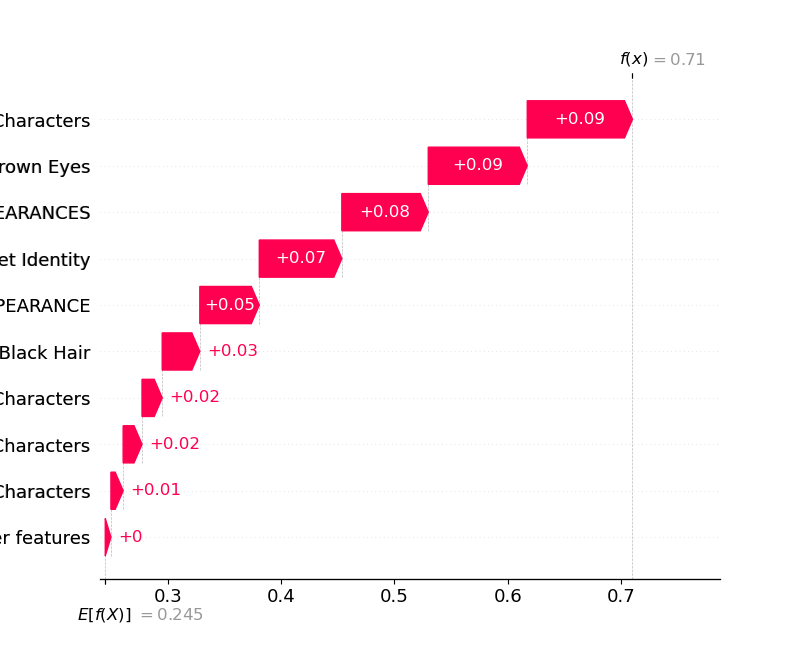 f(x) = 0.71
Characters +0.09
rown Eyes +0.09
EARANCES +0.08
et Identity +0.07
PEARANCE +0.05
Black Hair +0.03
Characters +0.02
Characters +0.02
Characters +0.01
er features +0
0.3 0.4 0.5 0.6 0.7
E[f(X)] = 0.245